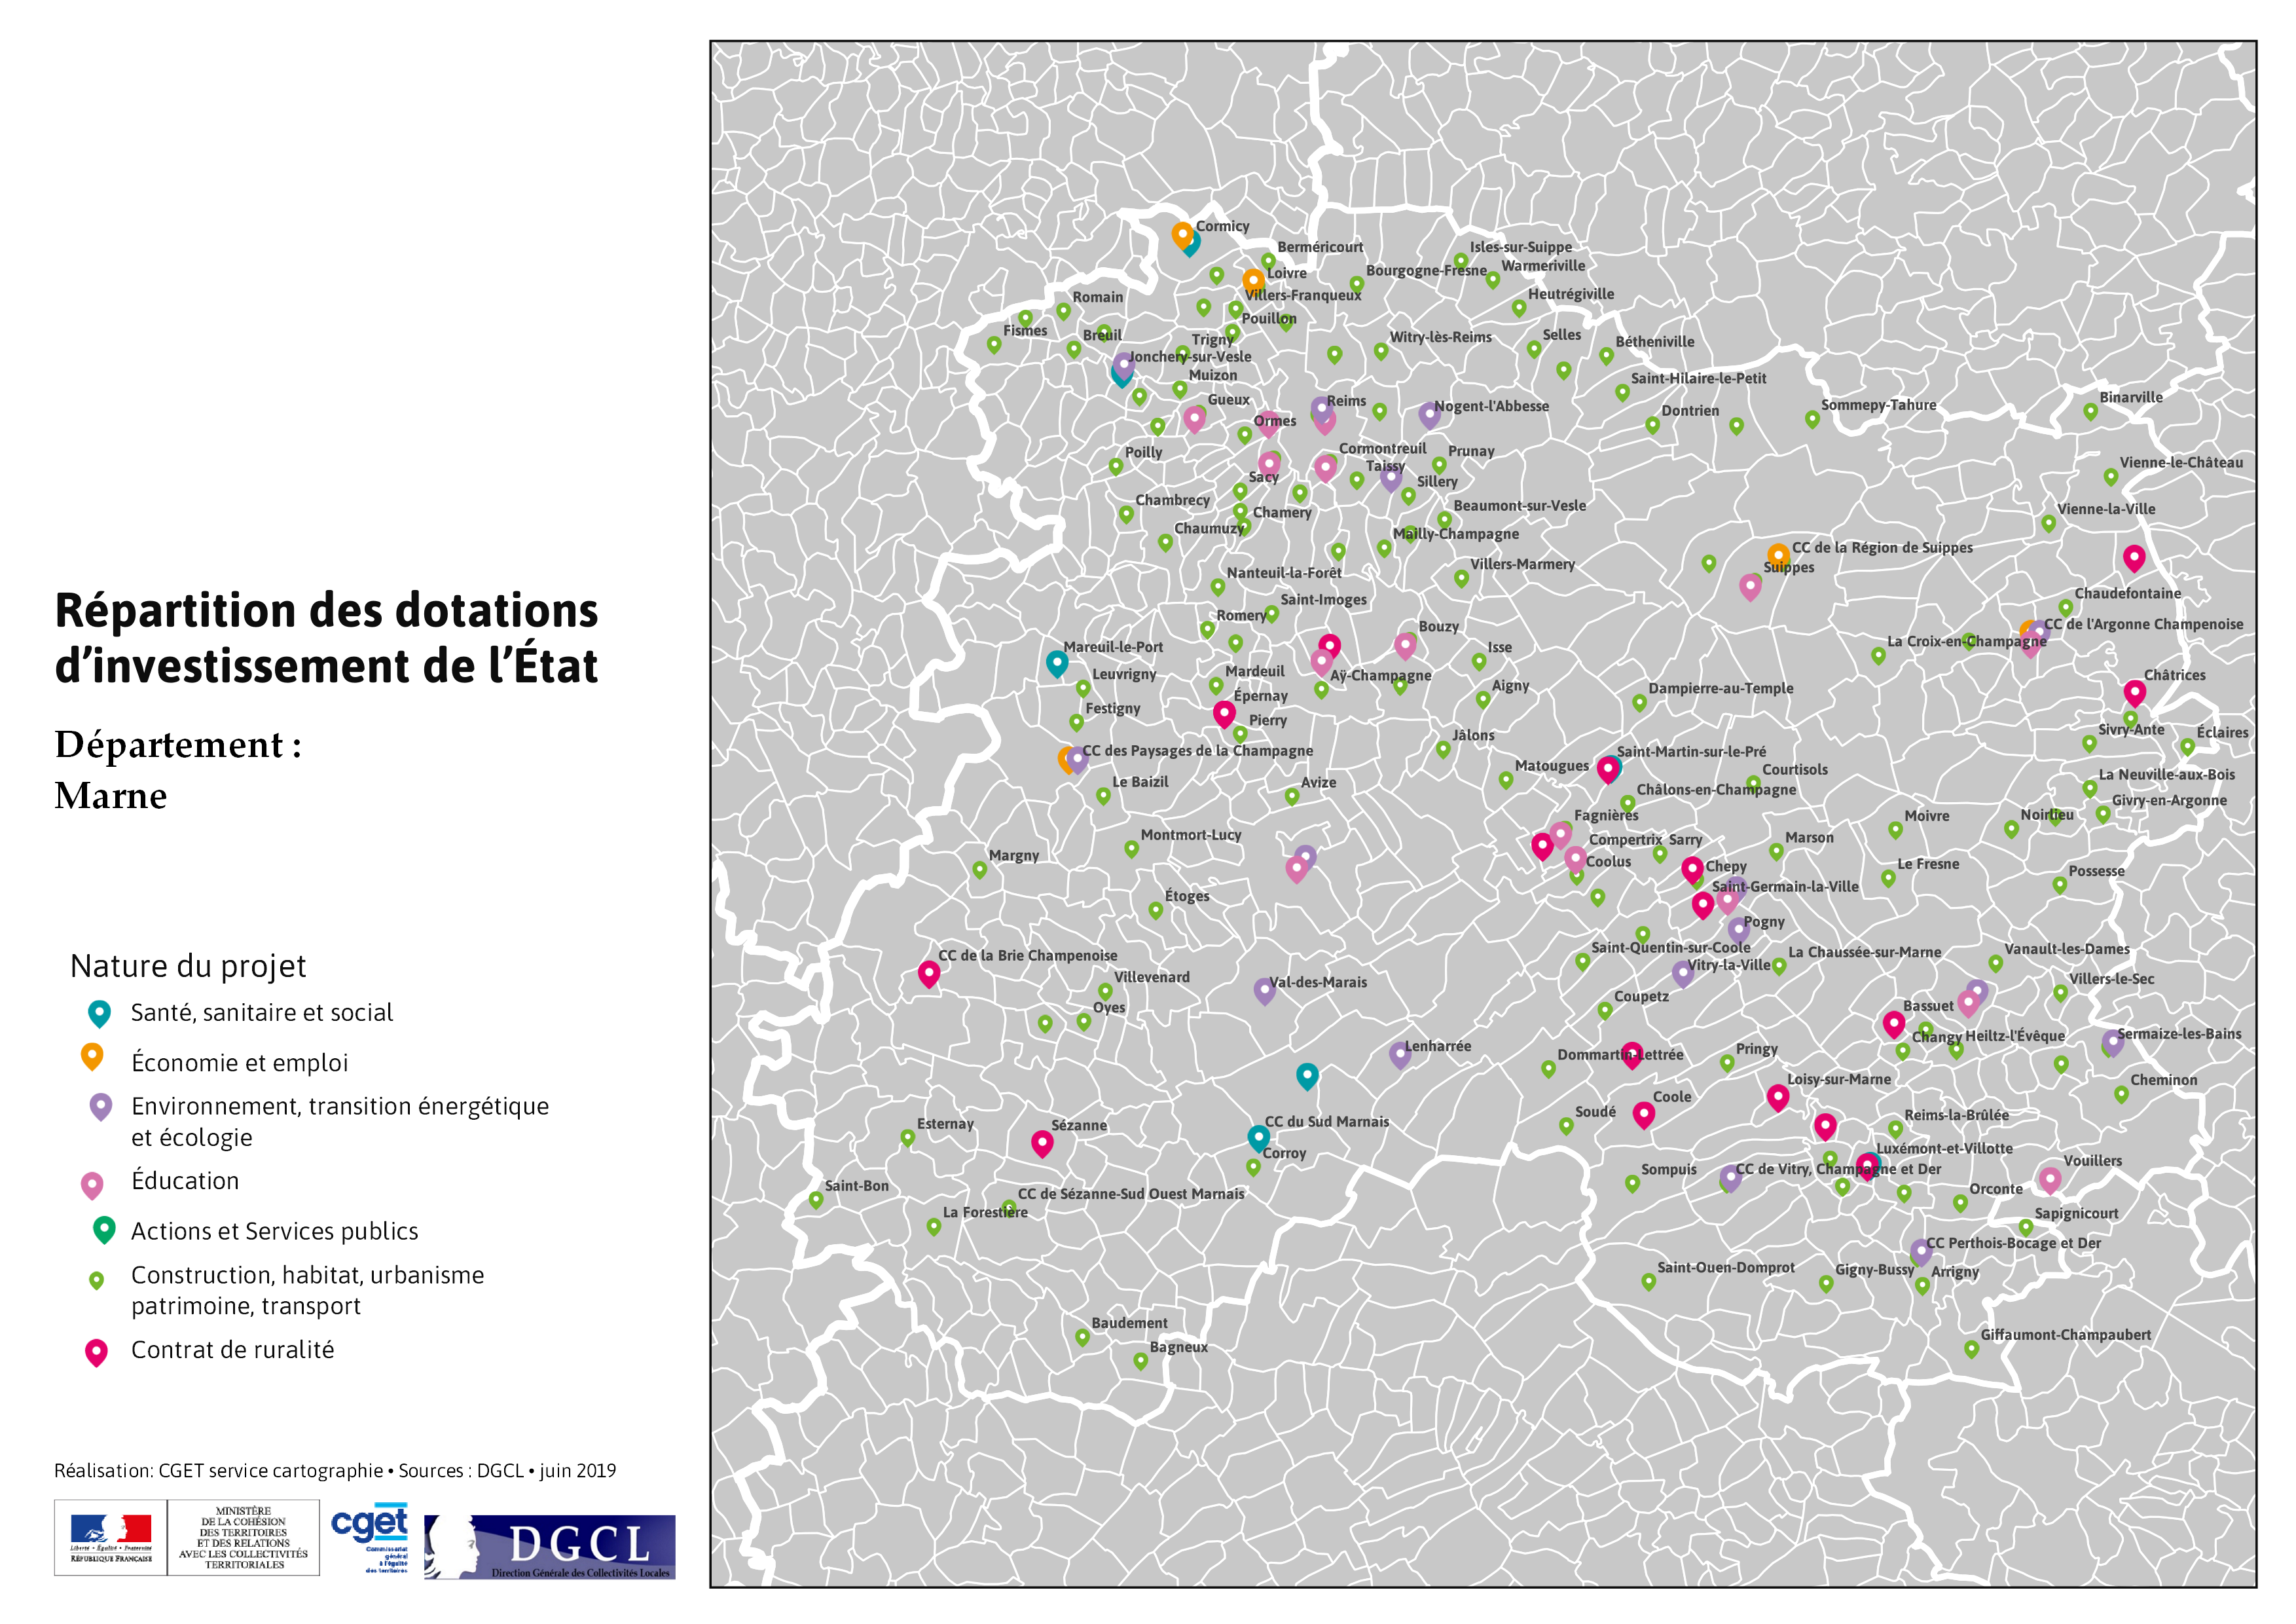 Répartition des dotations
d’investissement de l’État
Département :
Marne
Nature du projet
Santé, sanitaire et social
Économie et emploi
Environnement, transition énergétique
et écologie
Éducation
Actions et Services publics
Construction, habitat, urbanisme
patrimoine, transport
Contrat de ruralité
Réalisation: CGET service cartographie • Sources : DGCL • juin 2019
Liberté • Égalité • Fraternité
RÉPUBLIQUE FRANÇAISE
MINISTÈRE
DE LA COHÉSION
DES TERRITOIRES
ET DES RELATIONS
AVEC LES COLLECTIVITÉS
TERRITORIALES
cget
Commissariat
général
à l'égalité
des territoires
DGCL
Direction Générale des Collectivités Locales
Cormicy
Berméricourt
Isles-sur-Suippe
Loivre
Bourgogne-Fresne
Warmeriville
Romain
Villers-Franqueux
Heutrégiville
Pouillon
Fismes
Breuil
Trigny
Witry-lès-Reims
Selles
Bétheniville
Jonchery-sur-Vesle
Muizon
Saint-Hilaire-le-Petit
Gueux
Reims
Nogent-l'Abbesse
Dontrien
Sommepy-Tahure
Binarville
Ormes
Poilly
Cormontreuil
Prunay
Taissy
Vienne-le-Château
Sacy
Sillery
Chambrecy
Chamery
Beaumont-sur-Vesle
Vienne-la-Ville
Chaumuzy
Mailly-Champagne
CC de la Région de Suippes
Villers-Marmery
Suippes
Nanteuil-la-Forêt
Chaudefontaine
Saint-Imoges
Romery
Bouzy
CC de l'Argonne Champenoise
La Croix-en-Champagne
Mareuil-le-Port
Isse
Leuvrigny
Mardeuil
Aÿ-Champagne
Châtrices
Aigny
Dampierre-au-Temple
Épernay
Festigny
Pierry
Sivry-Ante
Éclaires
Jâlons
CC des Paysages de la Champagne
Saint-Martin-sur-le-Pré
Matougues
Courtisols
La Neuville-aux-Bois
Le Baizil
Avize
Châlons-en-Champagne
Givry-en-Argonne
Fagnières
Moivre
Noirlieu
Montmort-Lucy
Compertrix
Sarry
Marson
Margny
Coolus
Chepy
Le Fresne
Possesse
Saint-Germain-la-Ville
Étoges
Pogny
Saint-Quentin-sur-Coole
La Chaussée-sur-Marne
Vanault-les-Dames
CC de la Brie Champenoise
Vitry-la-Ville
Villevenard
Val-des-Marais
Villers-le-Sec
Coupetz
Oyes
Bassuet
Changy
Heiltz-l'Évêque
Sermaize-les-Bains
Lenharrée
Dommartin-Lettrée
Pringy
Loisy-sur-Marne
Cheminon
Coole
Soudé
Reims-la-Brûlée
Esternay
Sézanne
CC du Sud Marnais
Corroy
Luxémont-et-Villotte
Sompuis
CC de Vitry, Champagne et Der
Vouillers
Saint-Bon
CC de Sézanne-Sud Ouest Marnais
Orconte
La Forestière
Sapignicourt
CC Perthois-Bocage et Der
Saint-Ouen-Domprot
Gigny-Bussy
Arrigny
Baudement
Giffaumont-Champaubert
Bagneux